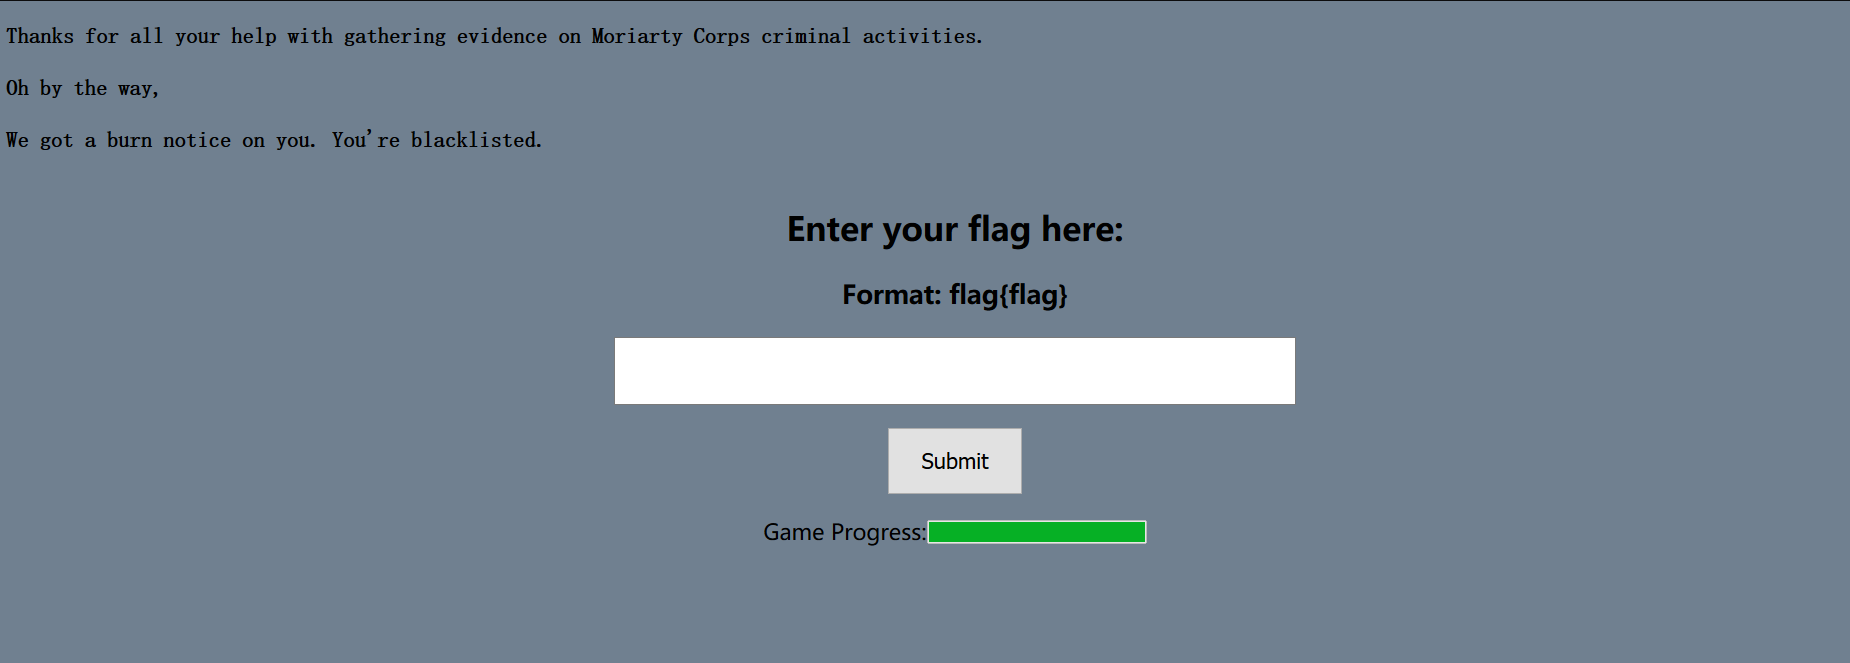 Thanks for all your help with gathering evidence on Moriarty Corps criminal activities.
Oh by the way,
We got a burn notice on you. You're blacklisted.
Enter your flag here:
Format: flag{flag}
Submit
Game Progress: